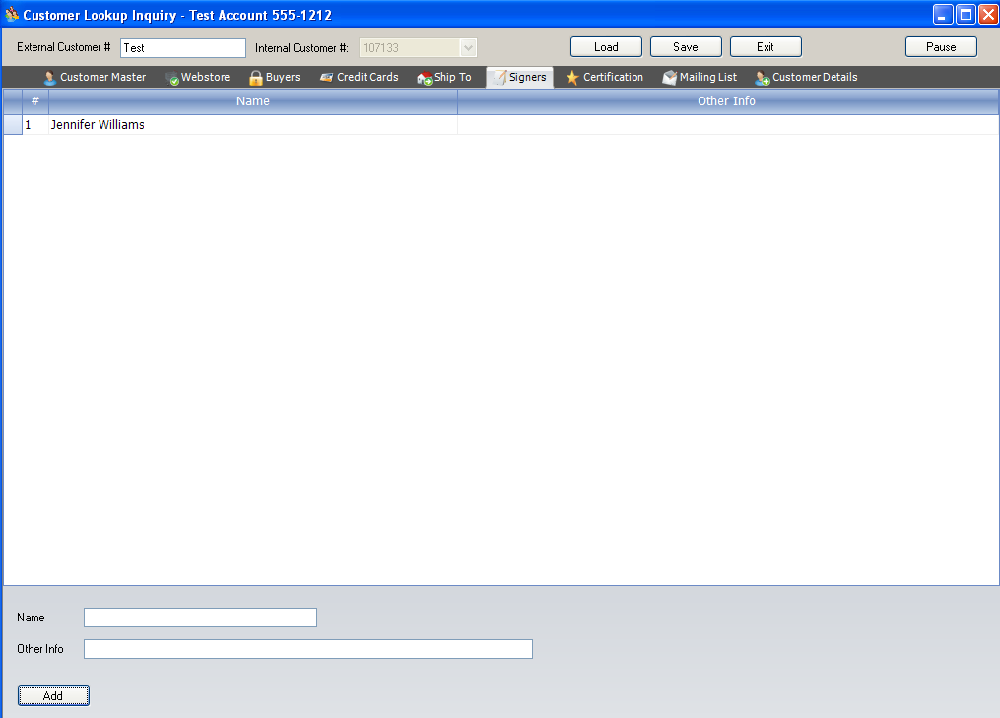 Customer Lookup Inquiry - Test Account 555-1212
External Customer # Test Internal Customer #: 107133 Load Save Exit Pause
Customer Master Webstore Buyers Credit Cards Ship To Signers Certification Mailing List Customer Details
# Name Other Info
1 Jennifer Williams
Name
Other Info
Add